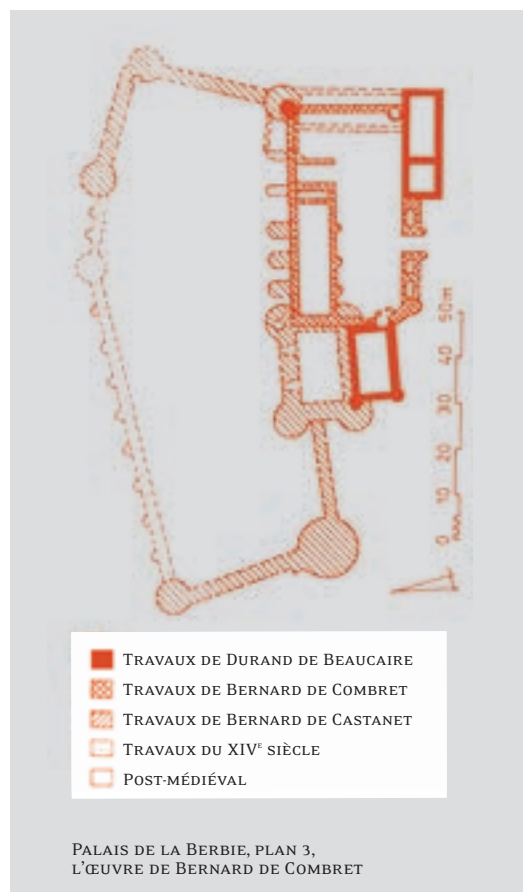 50m
40
30
20
10
0
Travaux de Durand de Beaucaire
Travaux de Bernard de Combret
Travaux de Bernard de Castanet
Travaux du XIVe siècle
Post-médiéval
Palais de la Berbie, plan 3,
l'œuvre de Bernard de Combret